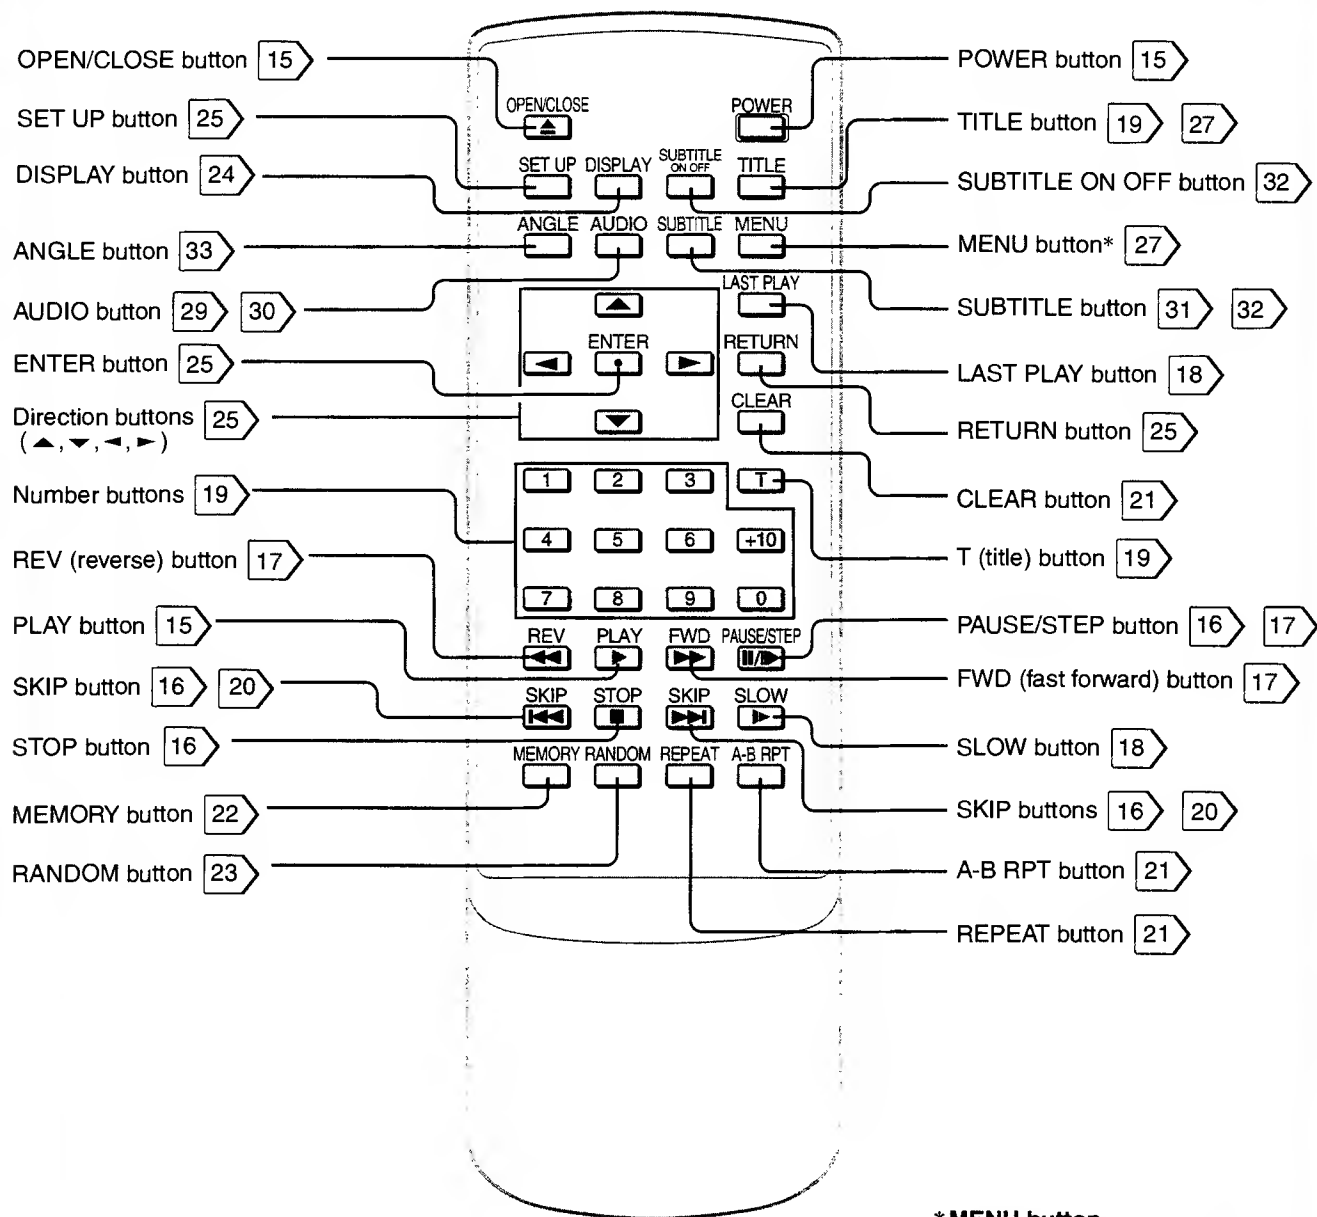 OPEN/CLOSE button 15
SET UP button 25
DISPLAY button 24
ANGLE button 33
AUDIO button 29 30
ENTER button 25
Direction buttons 25
(▲, ▼, ◄, ►)
Number buttons 19
REV (reverse) button 17
PLAY button 15
SKIP button 16 20
STOP button 16
MEMORY button 22
RANDOM button 23
OPEN/CLOSE POWER
SET UP DISPLAY SUBTITLE ON OFF TITLE
ANGLE AUDIO SUBTITLE MENU
LAST PLAY
ENTER RETURN
CLEAR
1 2 3 T
4 5 6 +10
7 8 9 0
REV PLAY FWD PAUSE/STEP
SKIP STOP SKIP SLOW
MEMORY RANDOM REPEAT A-B RPT
POWER button 15
TITLE button 19 27
SUBTITLE ON OFF button 32
MENU button* 27
SUBTITLE button 31 32
LAST PLAY button 18
RETURN button 25
CLEAR button 21
T (title) button 19
PAUSE/STEP button 16 17
FWD (fast forward) button 17
SLOW button 18
SKIP buttons 16 20
A-B RPT button 21
REPEAT button 21
*MENU button